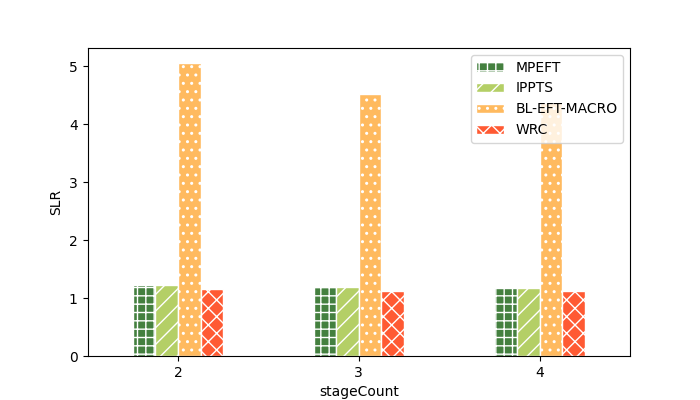 MPEFT
IPPTS
BL-EFT-MACRO
WRC
SLR
5
4
3
2
1
0
2 3 4
stageCount